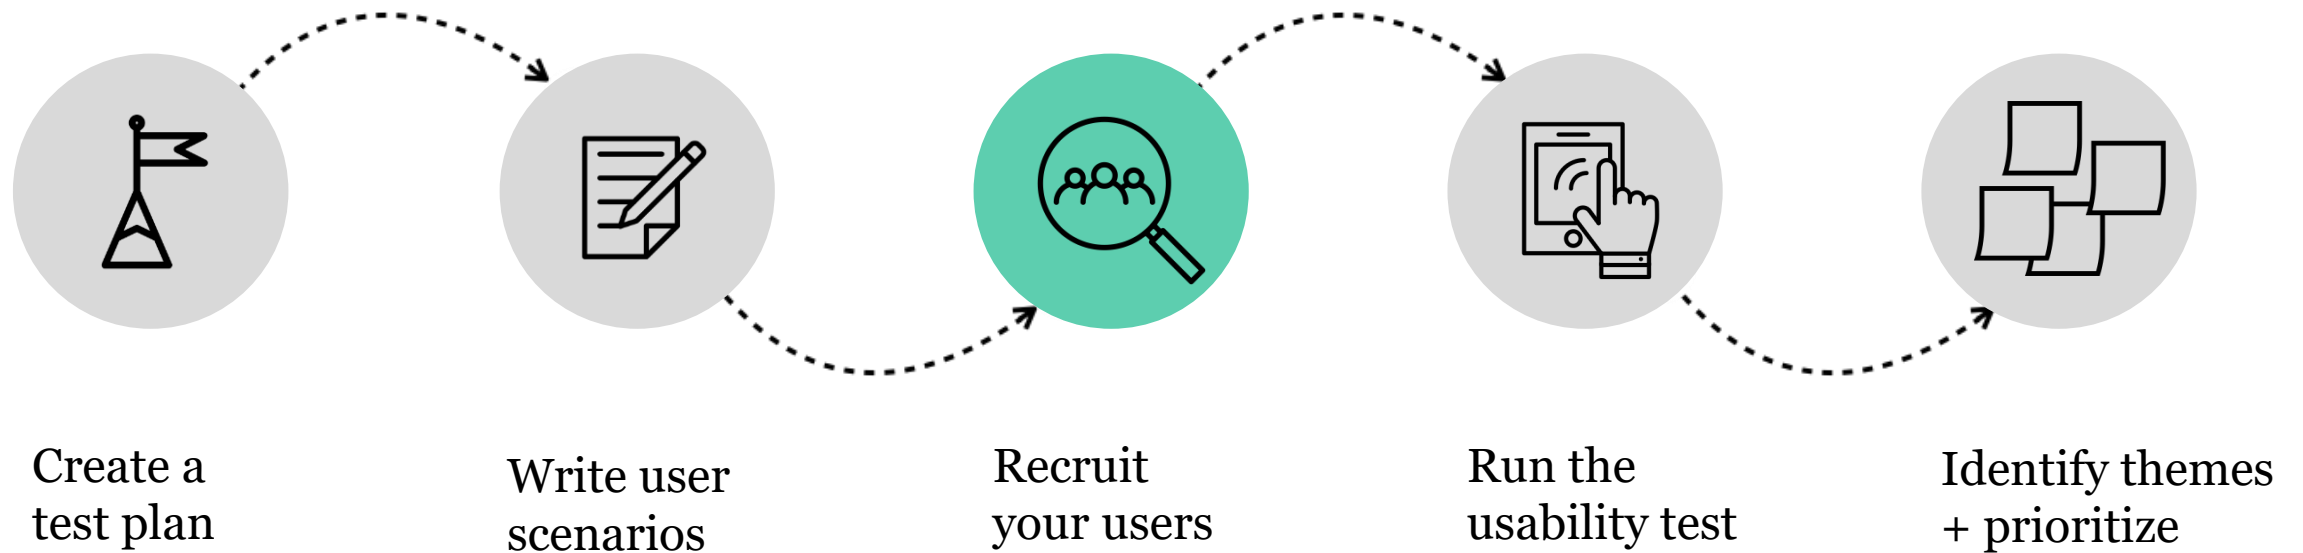 Create a
test plan
Write user
scenarios
Recruit
your users
Run the
usability test
Identify themes
+ prioritize